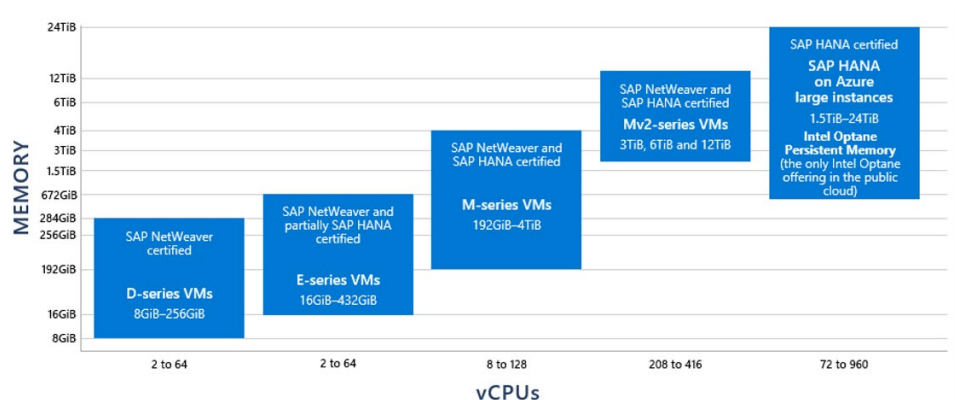 24TiB
12TiB
6TiB
4TiB
3TiB
1.5TiB
672GiB
284GiB
256GiB
192GiB
16GiB
8GiB
MEMORY
SAP NetWeaver
certified
D-series VMs
8GiB–256GiB
SAP NetWeaver and
partially SAP HANA
certified
E-series VMs
16GiB–432GiB
SAP NetWeaver and
SAP HANA certified
M-series VMs
192GiB–4TiB
SAP NetWeaver and
SAP HANA certified
Mv2-series VMs
3TiB, 6TiB and 12TiB
SAP HANA certified
SAP HANA
on Azure
large instances
1.5TiB–24TiB
Intel Optane
Persistent Memory
(the only Intel Optane
offering in the public
cloud)
2 to 64
2 to 64
8 to 128
208 to 416
72 to 960
vCPUs